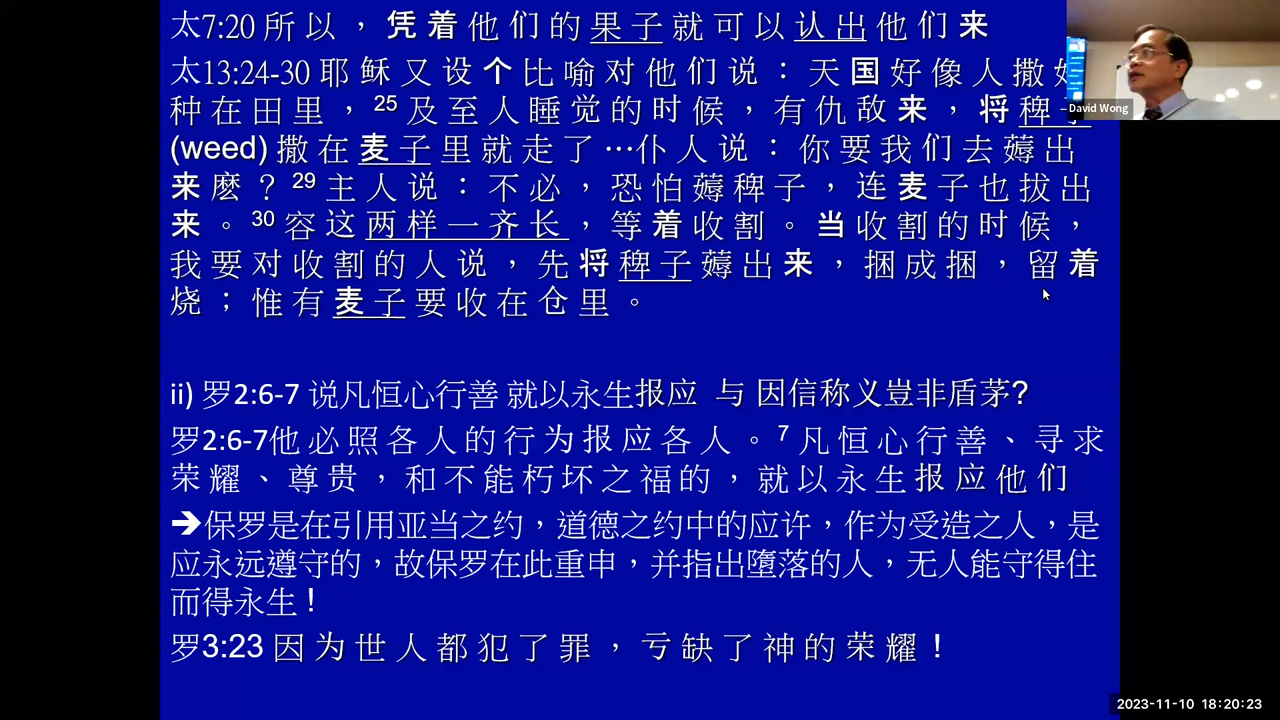 太7:20 所以，凭着他们的果子就可以认出他们来
太13:24-30 耶稣又设个比喻对他们说：天国好像人撒好
种在田里，25 及至人睡觉的时候，有仇敌来，将稗子
(weed) 撒在麦子里就走了…仆人说：你要我们去薅出
来麽？29 主人说：不必，恐怕薅稗子，连麦子也拔出
来。30 容这两样一齐长，等着收割。当收割的时候，
我要对收割的人说，先将稗子薅出来，捆成捆，留着
烧；惟有麦子要收在仓里。
ii) 罗2:6-7 说凡恒心行善 就以永生报应 与 因信称义豈非盾茅?
罗2:6-7他必照各人的行为报应各人。7 凡恒心行善、寻求
荣耀、尊贵，和不能朽坏之福的，就以永生报应他们
➔保罗是在引用亚当之约，道德之约中的应许，作为受造之人，是
应永远遵守的，故保罗在此重申，并指出墮落的人，无人能守得住
而得永生！
罗3:23 因为世人都犯了罪，亏缺了神的荣耀！
David Wong
2023-11-10 18:20:23